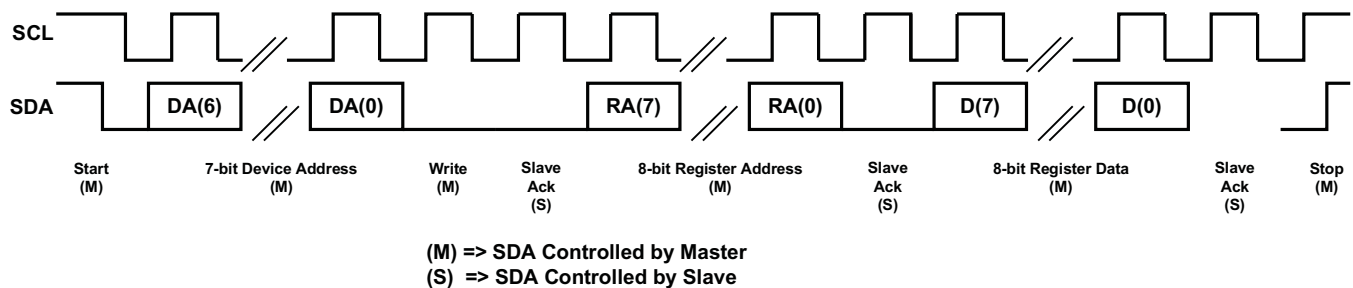 SCL
SDA
DA(6) DA(0) RA(7) RA(0) D(7) D(0)
Start
(M)
7-bit Device Address
(M)
Write
(M)
Slave
Ack
(S)
8-bit Register Address
(M)
Slave
Ack
(S)
8-bit Register Data
(M)
Slave
Ack
(S)
Stop
(M)
(M) => SDA Controlled by Master
(S) => SDA Controlled by Slave